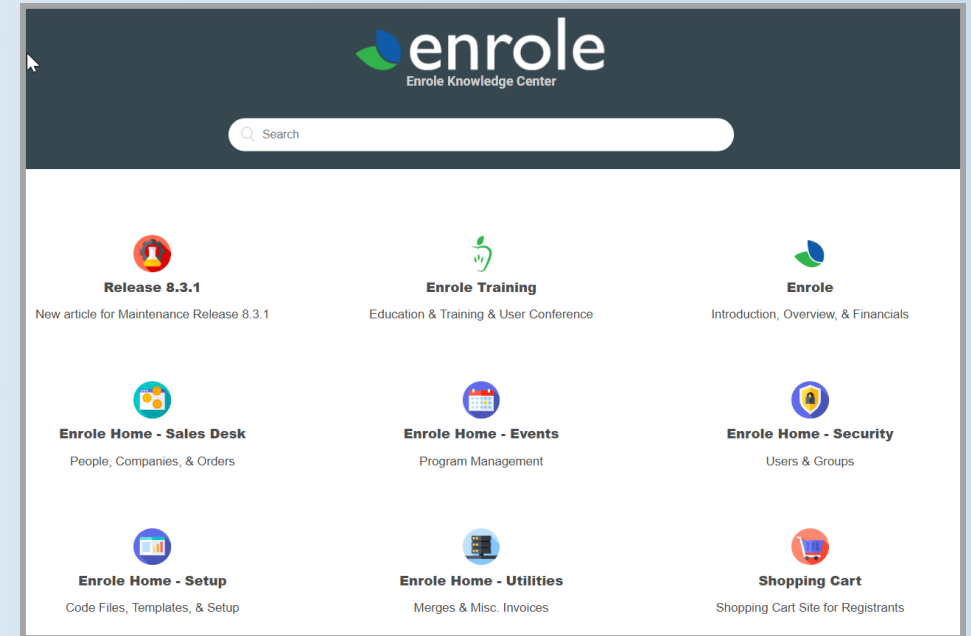 enrole
Enrole Knowledge Center
Search
Release 8.3.1
New article for Maintenance Release 8.3.1
Enrole Training
Education & Training & User Conference
Enrole
Introduction, Overview, & Financials
Enrole Home - Sales Desk
People, Companies, & Orders
Enrole Home - Events
Program Management
Enrole Home - Security
Users & Groups
Enrole Home - Setup
Code Files, Templates, & Setup
Enrole Home - Utilities
Merges & Misc. Invoices
Shopping Cart
Shopping Cart Site for Registrants